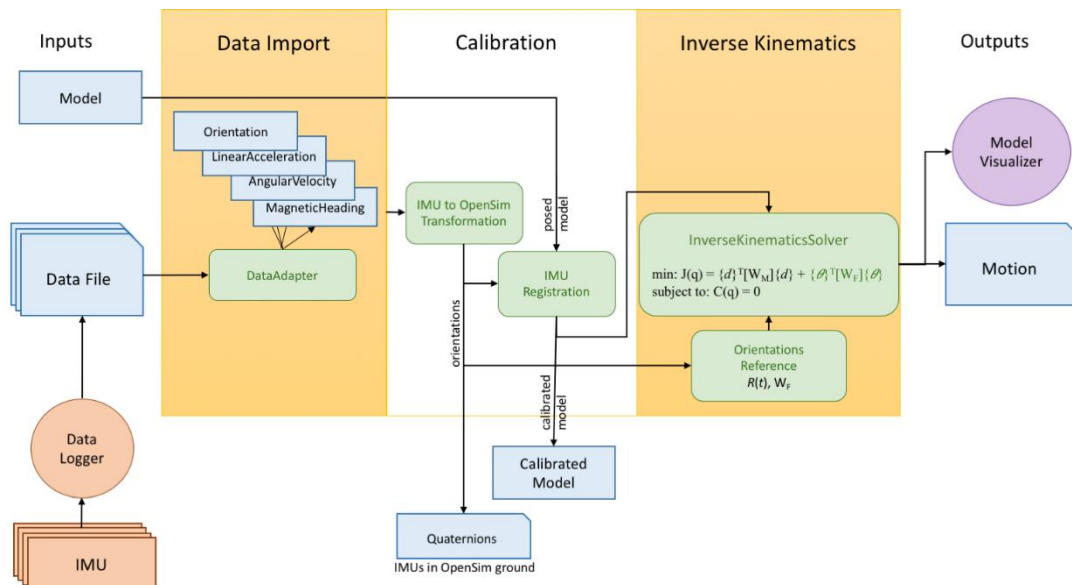 Inputs
Data Import
Calibration
Inverse Kinematics
Outputs
Model
Orientation
LinearAcceleration
AngularVelocity
MagneticHeading
DataAdapter
Data File
Data
Logger
IMU
IMU to OpenSim
Transformation
posed
model
IMU
Registration
orientations
calibrated
model
Calibrated
Model
Quaternions
IMUs in OpenSim ground
InverseKinematicsSolver
min: J(q) = {d}ᵀ[W_M]{d} + {θ}ᵀ[W_F]{θ}
subject to: C(q) = 0
Orientations
Reference
R(t), W_F
Model
Visualizer
Motion